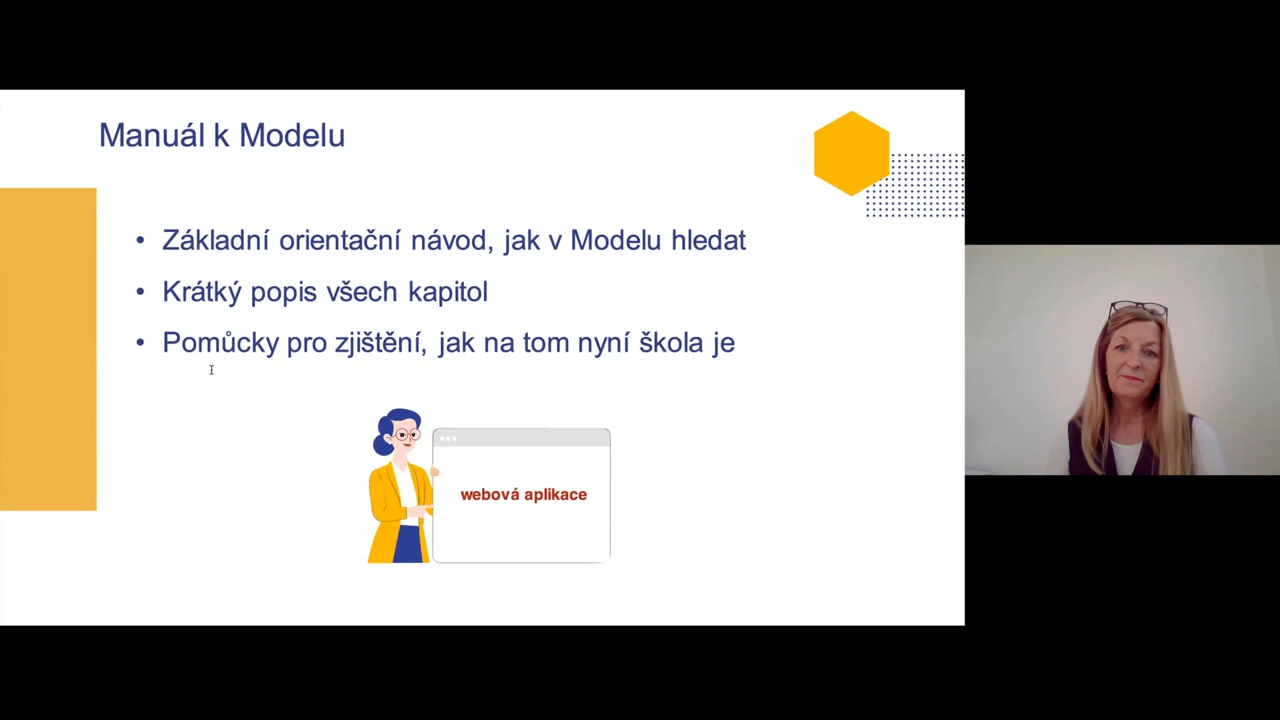 Manuál k Modelu
• Základní orientační návod, jak v Modelu hledat
• Krátký popis všech kapitol
• Pomůcky pro zjištění, jak na tom nyní škola je
webová aplikace